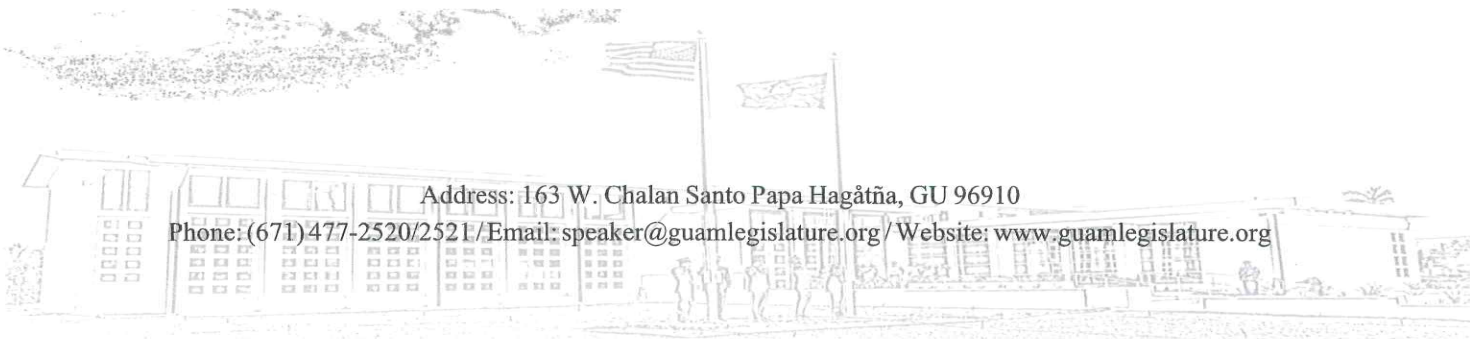 Address: 163 W. Chalan Santo Papa Hagåtña, GU 96910
Phone: (671) 477-2520/2521 / Email: speaker@guamlegislature.org / Website: www.guamlegislature.org